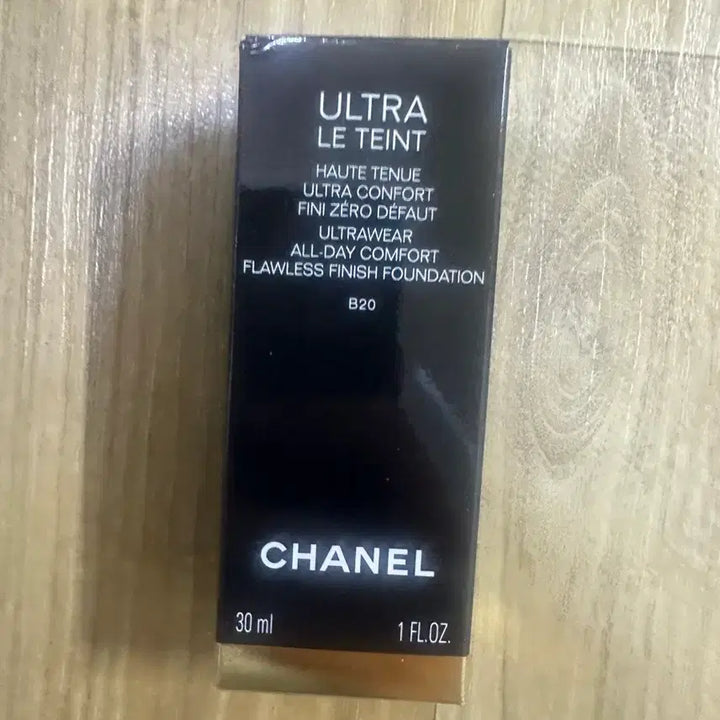 ULTRA
LE TEINT
HAUTE TENUE
ULTRA CONFORT
FINI ZÉRO DÉFAUT
ULTRAWEAR
ALL-DAY COMFORT
FLAWLESS FINISH FOUNDATION
B20
CHANEL
30 ml 1 FL.OZ.